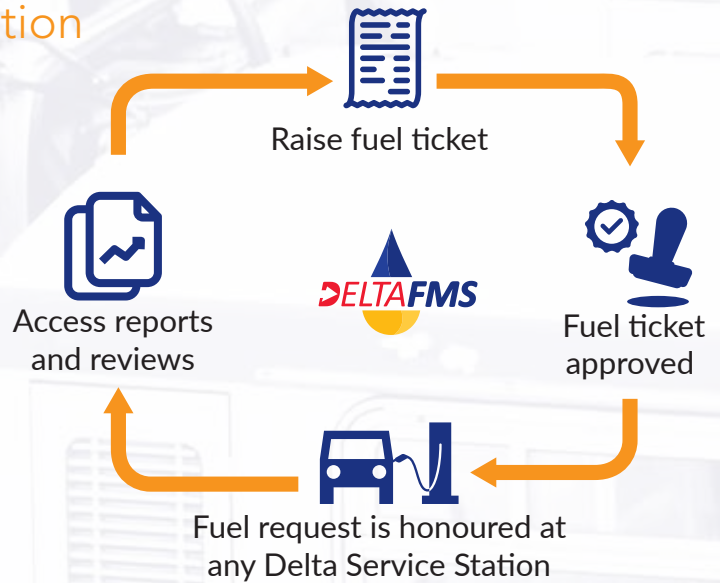 tion
Raise fuel ticket
DELTAFMS
Access reports
and reviews
Fuel ticket
approved
Fuel request is honoured at
any Delta Service Station